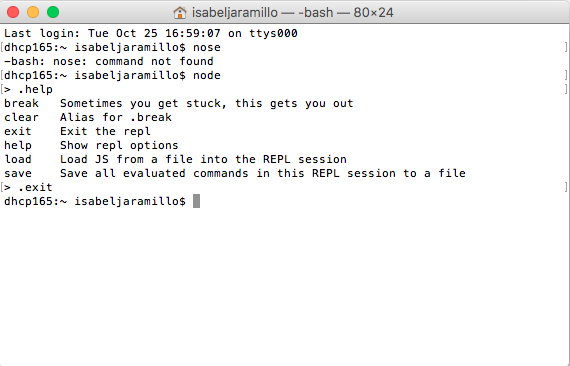 isabeljaramillo — -bash — 80×24
Last login: Tue Oct 25 16:59:07 on ttys000
[dhcp165:~ isabeljaramillo$ nose ]
-bash: nose: command not found
[dhcp165:~ isabeljaramillo$ node ]
[> .help ]
break   Sometimes you get stuck, this gets you out
clear   Alias for .break
exit    Exit the repl
help    Show repl options
load    Load JS from a file into the REPL session
save    Save all evaluated commands in this REPL session to a file
[> .exit ]
dhcp165:~ isabeljaramillo$